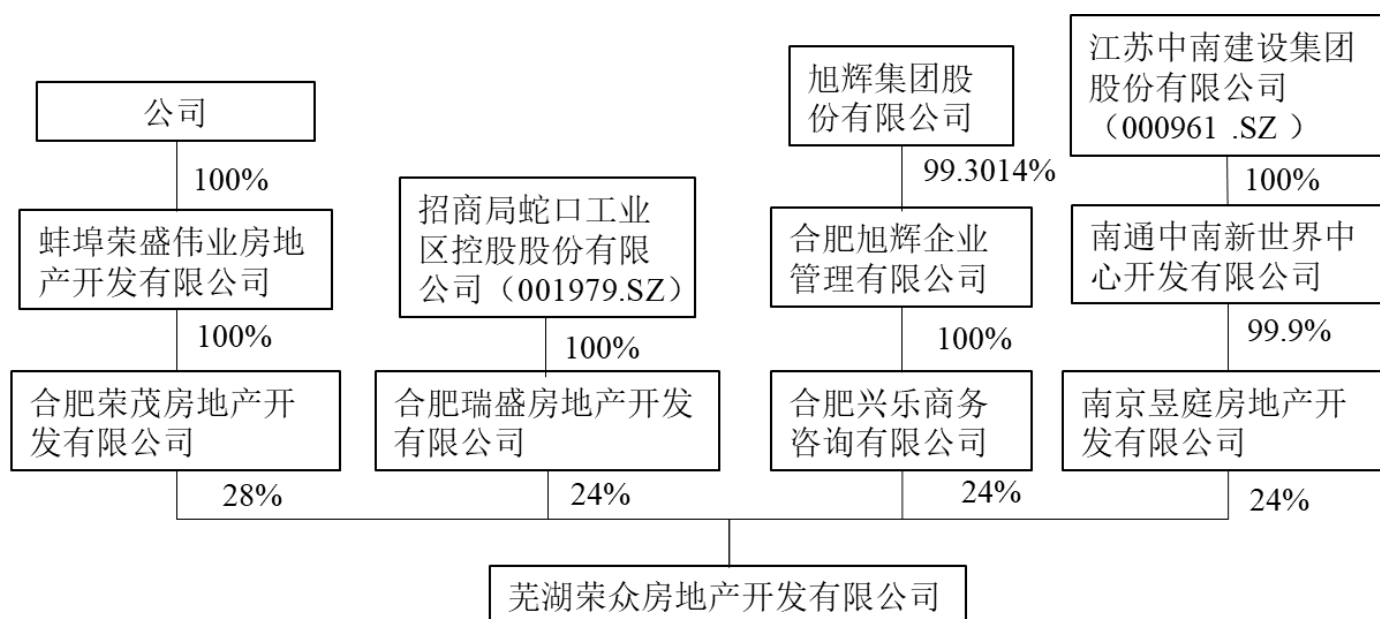 公司
100%
蚌埠荣盛伟业房地
产开发有限公司
100%
合肥荣茂房地产开
发有限公司
28%
招商局蛇口工业
区控股股份有限
公司（001979.SZ）
100%
合肥瑞盛房地产开发
有限公司
24%
旭辉集团股
份有限公司
99.3014%
合肥旭辉企业
管理有限公司
100%
合肥兴乐商务
咨询有限公司
24%
江苏中南建设集团
股份有限公司
（000961 .SZ ）
100%
南通中南新世界中
心开发有限公司
99.9%
南京昱庭房地产开
发有限公司
24%
芜湖荣众房地产开发有限公司